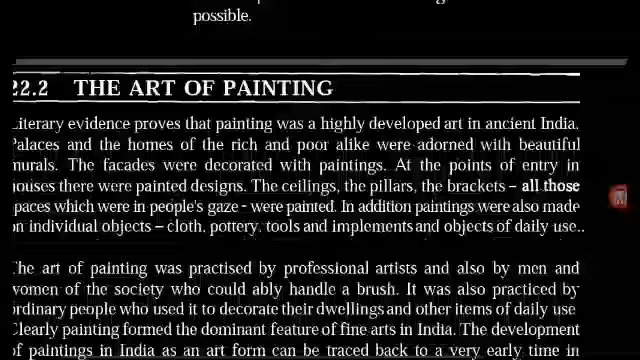 possible.
22.2 THE ART OF PAINTING
Literary evidence proves that painting was a highly developed art in ancient India.
Palaces and the homes of the rich and poor alike were adorned with beautiful
murals. The facades were decorated with paintings. At the points of entry in
houses there were painted designs. The ceilings, the pillars, the brackets – all those
spaces which were in people's gaze - were painted. In addition paintings were also made
on individual objects – cloth, pottery, tools and implements and objects of daily use..
The art of painting was practised by professional artists and also by men and
women of the society who could ably handle a brush. It was also practiced by
ordinary people who used it to decorate their dwellings and other items of daily use
Clearly painting formed the dominant feature of fine arts in India. The development
of paintings in India as an art form can be traced back to a very early time in